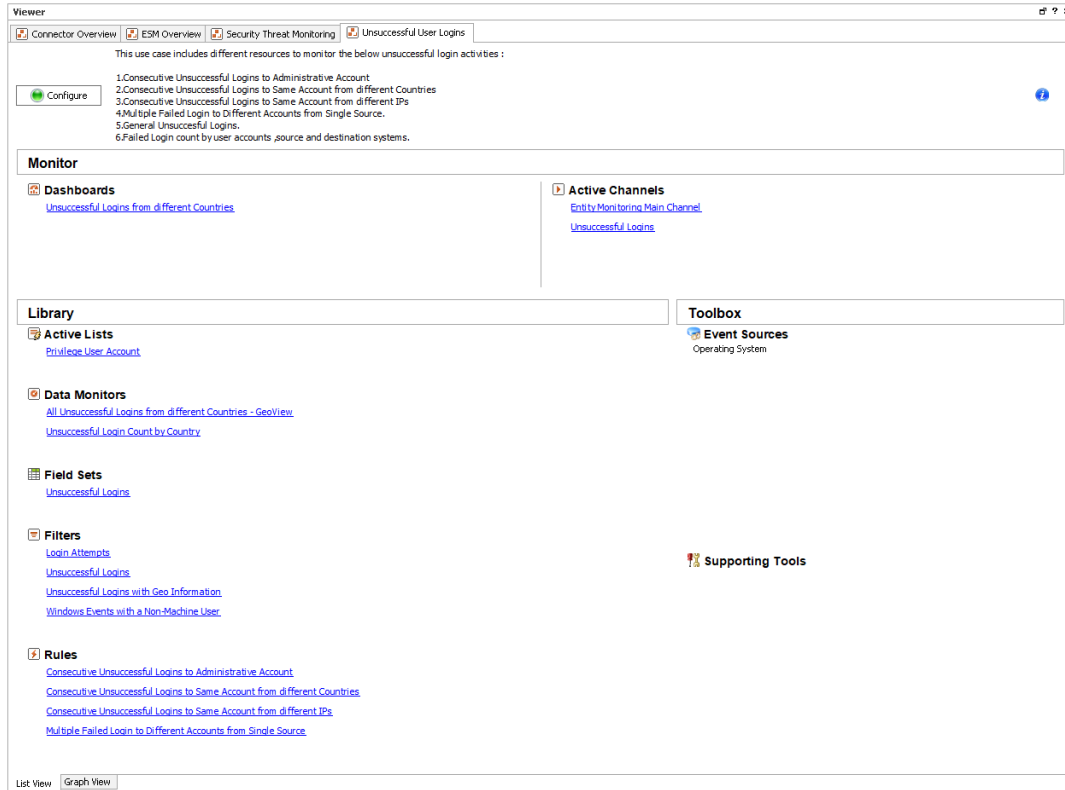 Viewer
Connector Overview ESM Overview Security Threat Monitoring Unsuccessful User Logins
This use case includes different resources to monitor the below unsuccessful login activities :
1.Consecutive Unsuccessful Logins to Administrative Account
2.Consecutive Unsuccessful Logins to Same Account from different Countries
Configure
3.Consecutive Unsuccessful Logins to Same Account from different IPs
4.Multiple Failed Login to Different Accounts from Single Source.
5.General Unsuccesful Logins.
6.Failed Login count by user accounts ,source and destination systems.
Monitor
Dashboards
Unsuccessful Logins from different Countries
Active Channels
Entity Monitoring Main Channel
Unsuccessful Logins
Library
Active Lists
Privilege User Account
Data Monitors
All Unsuccessful Logins from different Countries - GeoView
Unsuccessful Login Count by Country
Field Sets
Unsuccessful Logins
Filters
Login Attempts
Unsuccessful Logins
Unsuccessful Logins with Geo Information
Windows Events with a Non-Machine User
Rules
Consecutive Unsuccessful Logins to Administrative Account
Consecutive Unsuccessful Logins to Same Account from different Countries
Consecutive Unsuccessful Logins to Same Account from different IPs
Multiple Failed Login to Different Accounts from Single Source
Toolbox
Event Sources
Operating System
Supporting Tools
List View Graph View